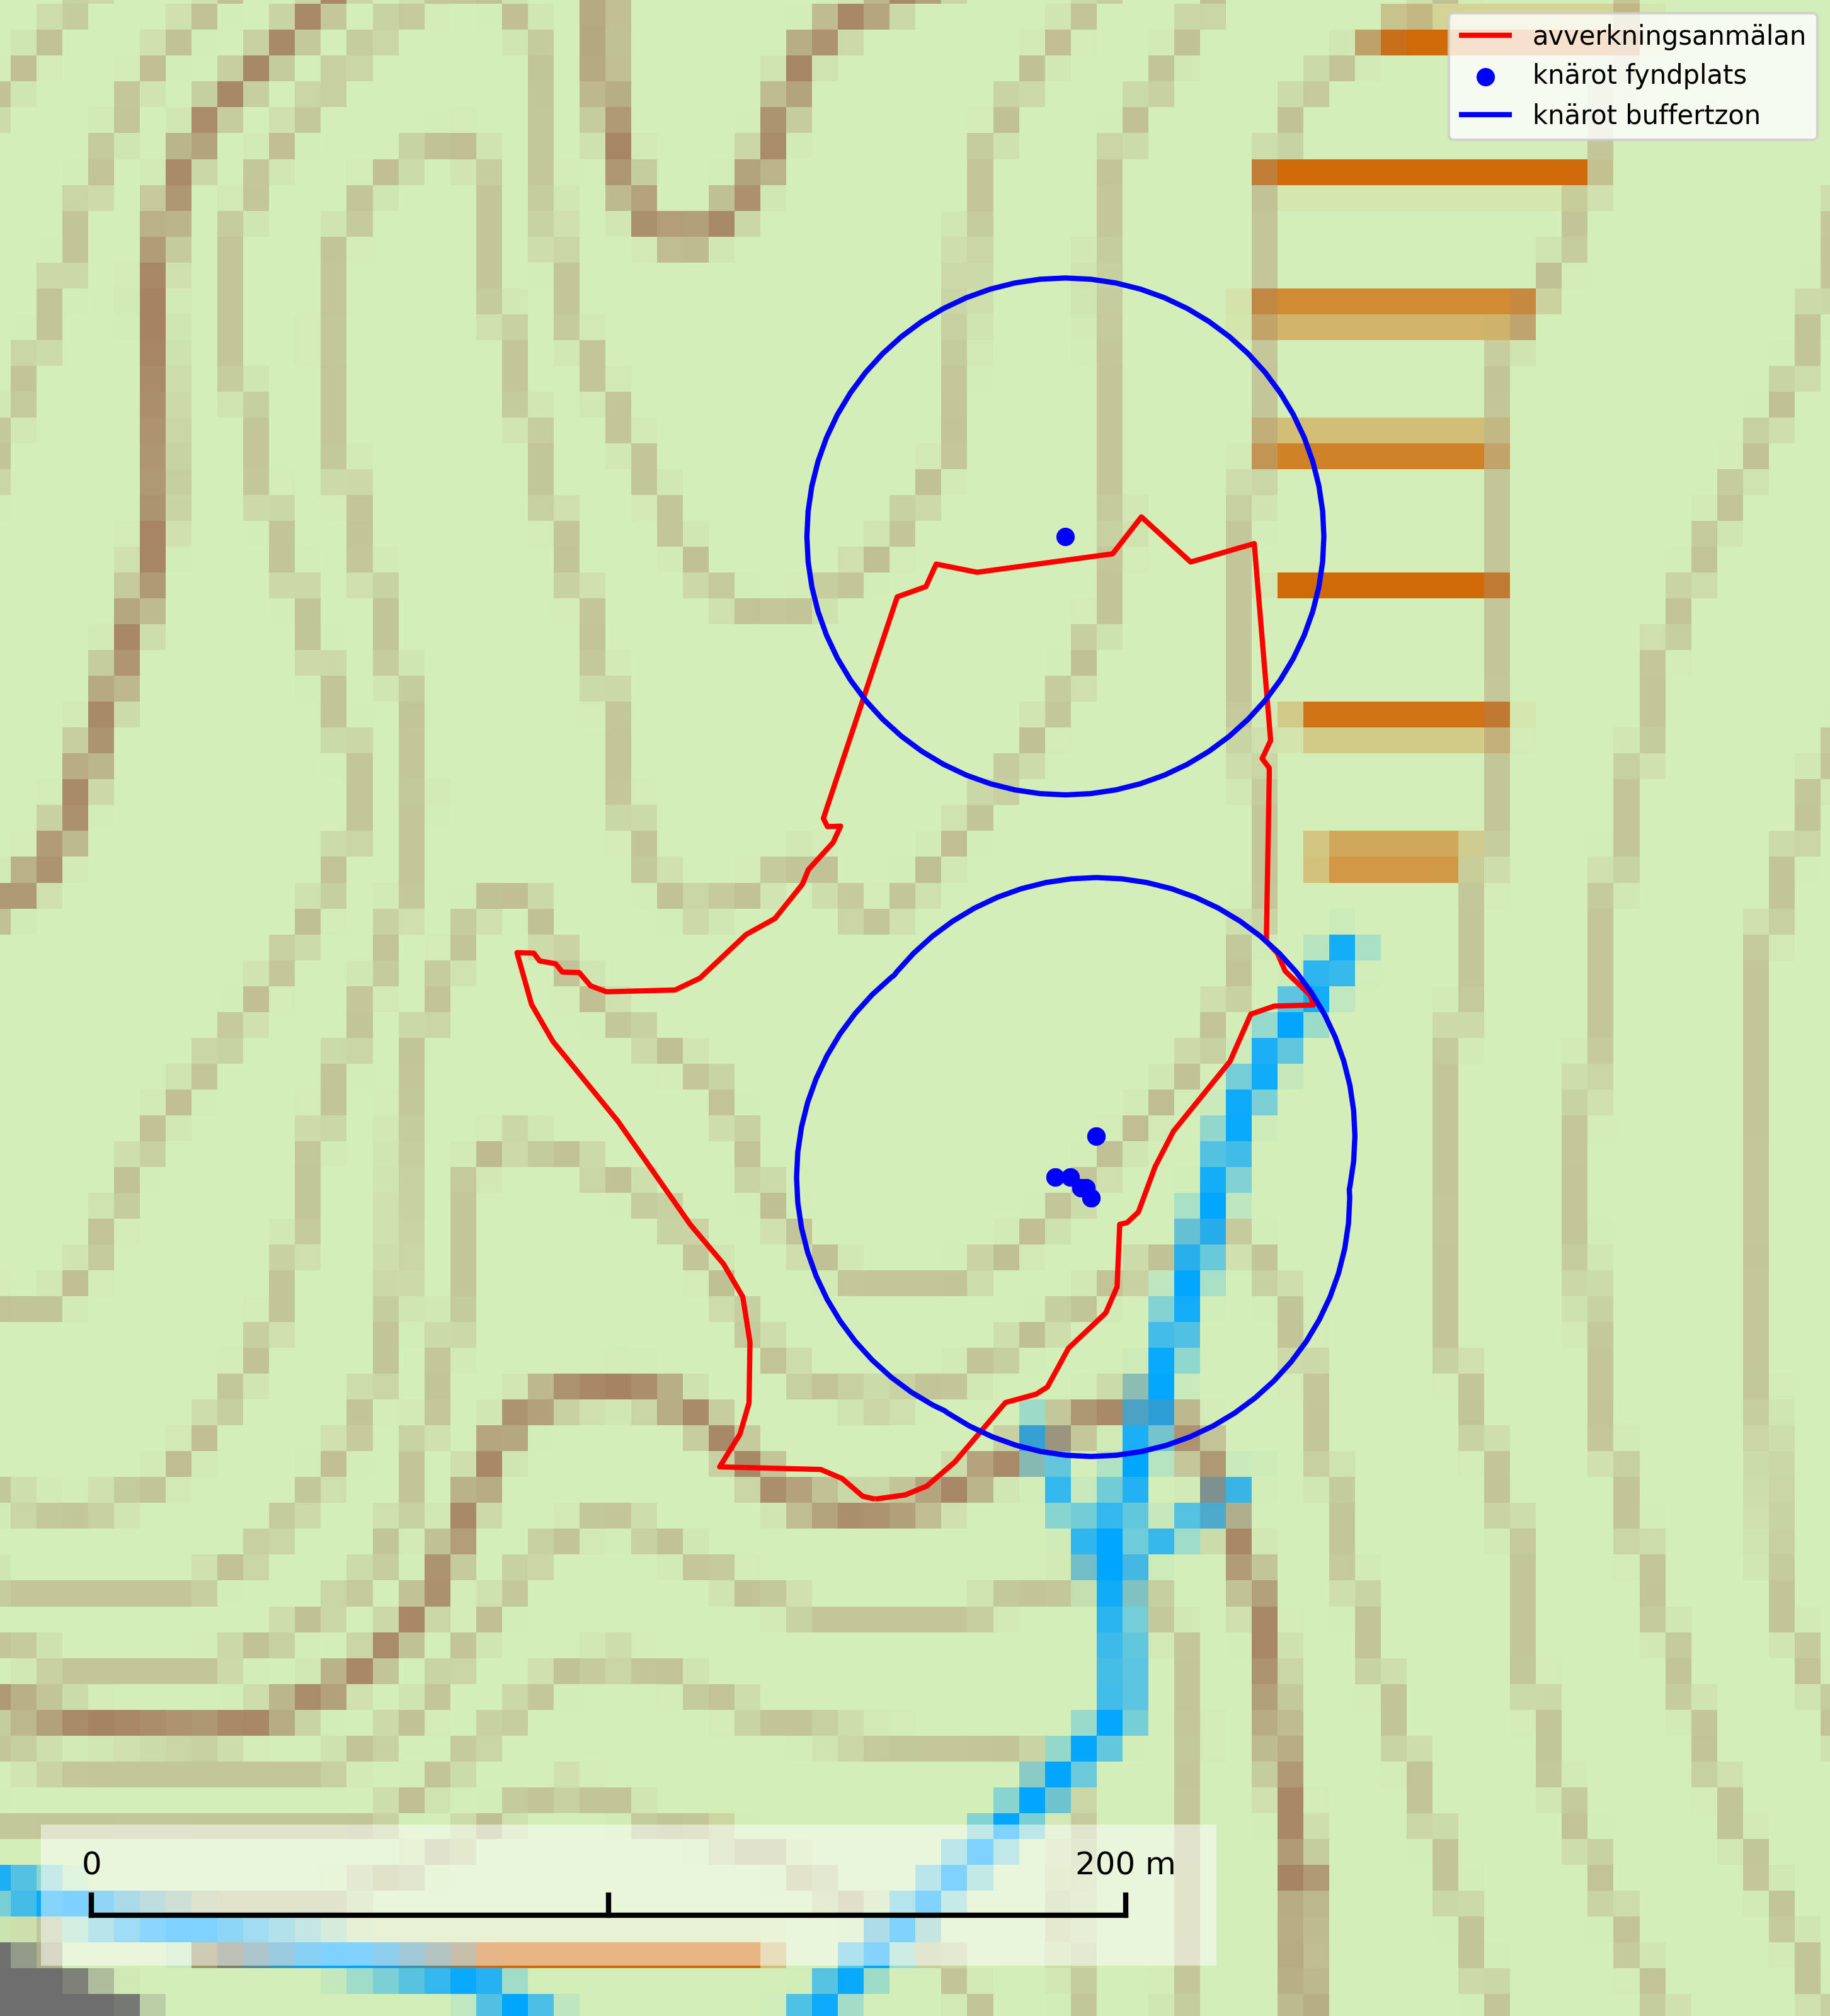 avverkningsanmälan
knärot fyndplats
knärot buffertzon
0
200 m